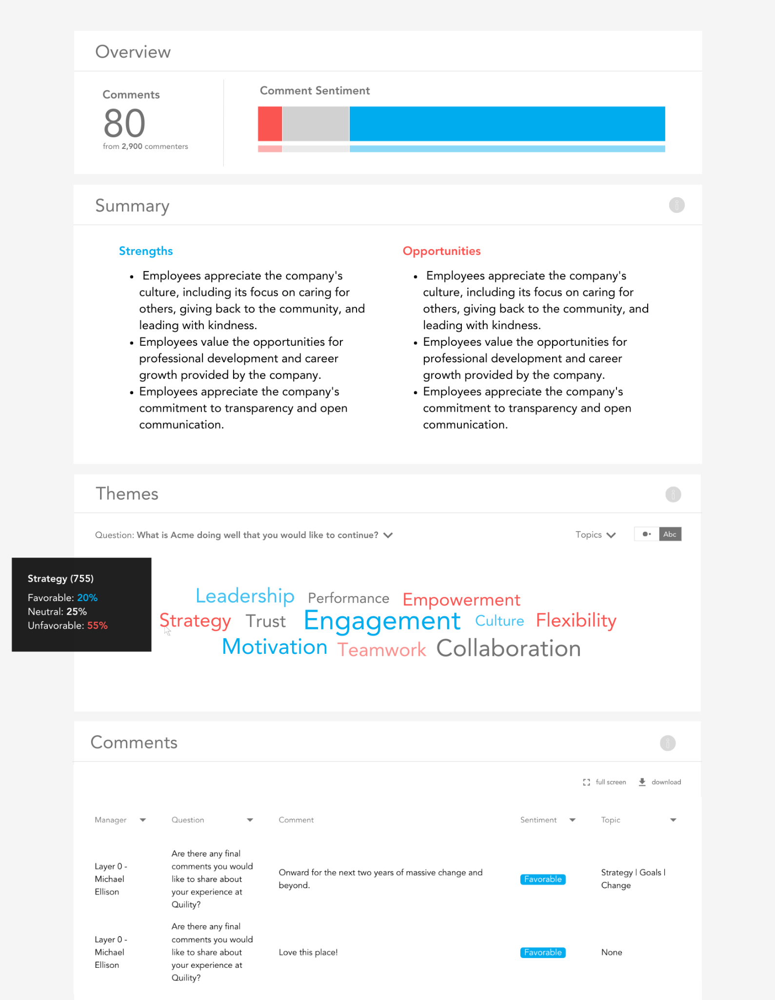 Overview
Comments
80
from 2,900 commenters
Comment Sentiment
Summary
Strengths
• Employees appreciate the company's
culture, including its focus on caring for
others, giving back to the community, and
leading with kindness.
• Employees value the opportunities for
professional development and career
growth provided by the company.
• Employees appreciate the company's
commitment to transparency and open
communication.
Opportunities
• Employees appreciate the company's
culture, including its focus on caring for
others, giving back to the community, and
leading with kindness.
• Employees value the opportunities for
professional development and career
growth provided by the company.
• Employees appreciate the company's
commitment to transparency and open
communication.
Themes
Question: What is Acme doing well that you would like to continue?
Topics
Abc
Strategy (755)
Favorable: 20%
Neutral: 25%
Unfavorable: 55%
Leadership Performance Empowerment
Strategy Trust Engagement Culture Flexibility
Motivation Teamwork Collaboration
Comments
full screen download
Manager Question Comment Sentiment Topic
Layer 0 -
Michael
Ellison
Are there any final
comments you would
like to share about
your experience at
Quility?
Onward for the next two years of massive change and
beyond.
Favorable
Strategy | Goals |
Change
Layer 0 -
Michael
Ellison
Are there any final
comments you would
like to share about
your experience at
Quility?
Love this place!
Favorable
None